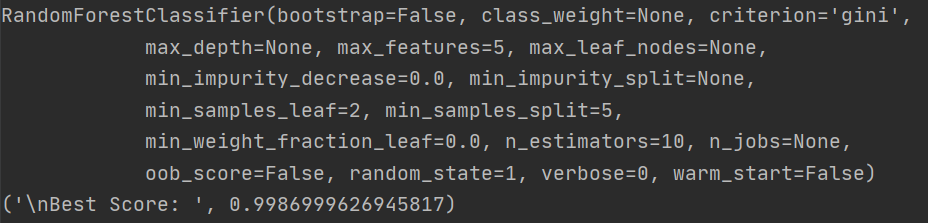 RandomForestClassifier(bootstrap=False, class_weight=None, criterion='gini',
max_depth=None, max_features=5, max_leaf_nodes=None,
min_impurity_decrease=0.0, min_impurity_split=None,
min_samples_leaf=2, min_samples_split=5,
min_weight_fraction_leaf=0.0, n_estimators=10, n_jobs=None,
oob_score=False, random_state=1, verbose=0, warm_start=False)
('\nBest Score: ', 0.9986999626945817)